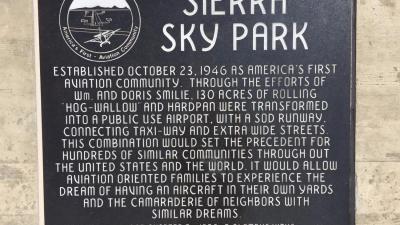 SIERRA
SKY PARK
America's First - Aviation Community
ESTABLISHED OCTOBER 23, 1946 AS AMERICA'S FIRST
AVIATION COMMUNITY. THROUGH THE EFFORTS OF
Wm. AND DORIS SMILIE, 130 ACRES OF ROLLING
"HOG-WALLOW" AND HARDPAN WERE TRANSFORMED
INTO A PUBLIC USE AIRPORT, WITH A SOD RUNWAY,
CONNECTING TAXI-WAY AND EXTRA WIDE STREETS.
THIS COMBINATION WOULD SET THE PRECEDENT FOR
HUNDREDS OF SIMILAR COMMUNITIES THROUGH OUT
THE UNITED STATES AND THE WORLD. IT WOULD ALLOW
AVIATION ORIENTED FAMILIES TO EXPERIENCE THE
DREAM OF HAVING AN AIRCRAFT IN THEIR OWN YARDS
AND THE CAMARADERIE OF NEIGHBORS WITH
SIMILAR DREAMS.